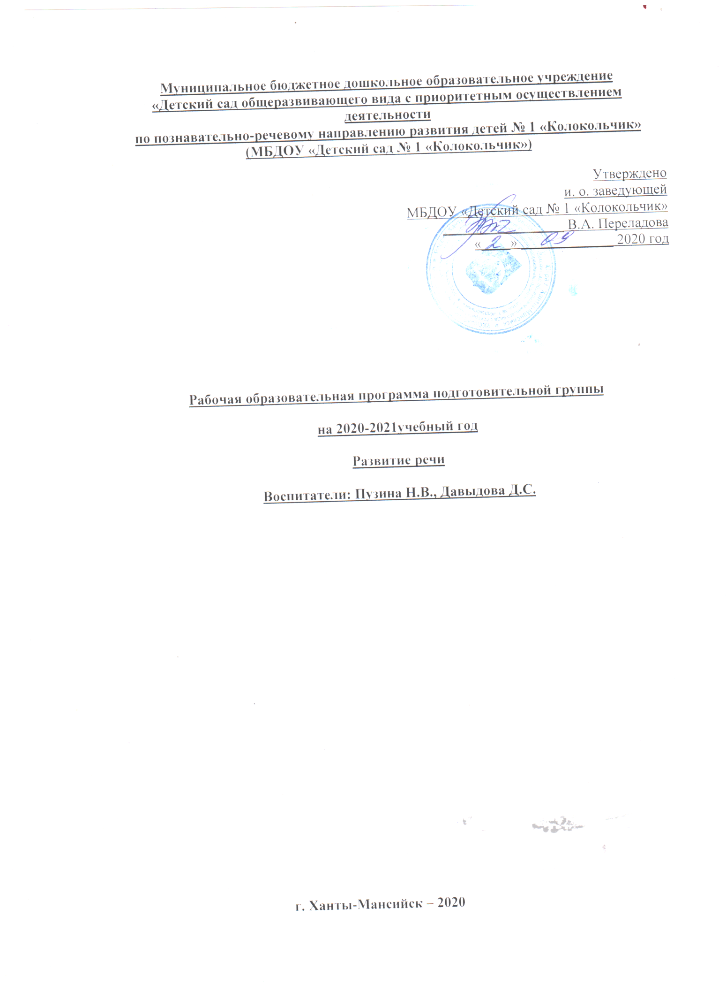 Муниципальное бюджетное дошкольное образовательное учреждение
«Детский сад общеразвивающего вида с приоритетным осуществлением
деятельности
по познавательно-речевому направлению развития детей № 1 «Колокольчик»
(МБДОУ «Детский сад № 1 «Колокольчик»)
Утверждено
и. о. заведующей
МБДОУ «Детский сад № 1 «Колокольчик»
В.А. Переладова
« 2 » 09 2020 год
Рабочая образовательная программа подготовительной группы
на 2020-2021учебный год
Развитие речи
Воспитатели: Пузина Н.В., Давыдова Д.С.
г. Ханты-Мансийск – 2020